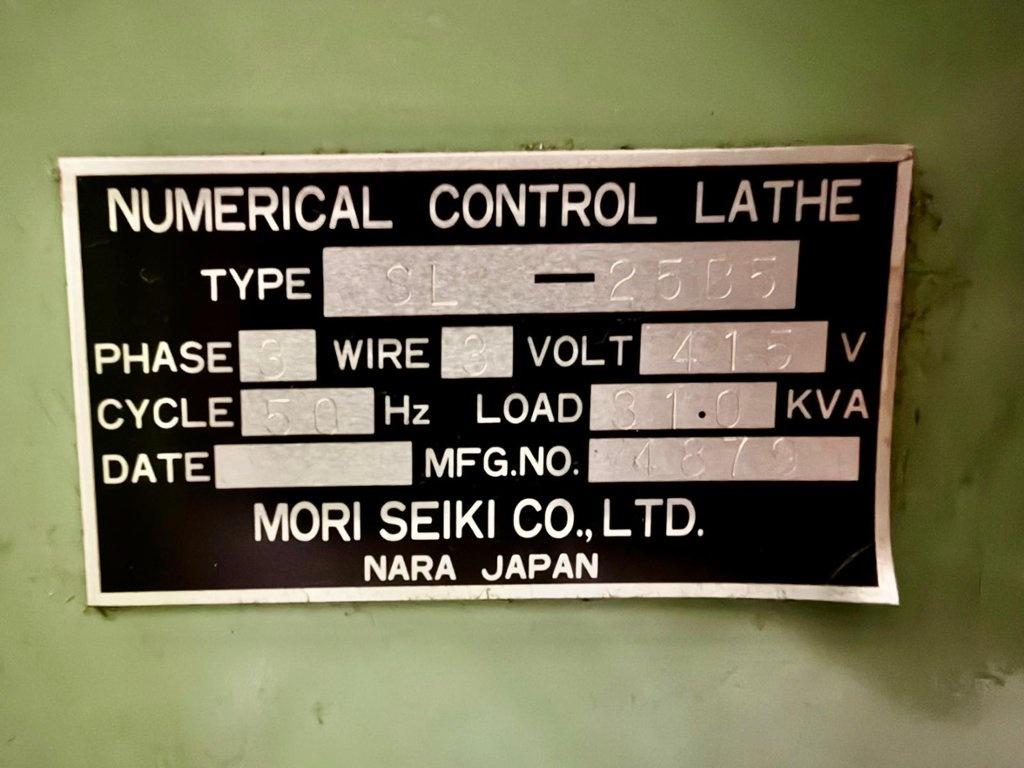 NUMERICAL CONTROL LATHE
TYPE SL - 25B5
PHASE 3 WIRE 3 VOLT 415 V
CYCLE 50 Hz LOAD 31.0 KVA
DATE MFG.NO. 4879
MORI SEIKI CO., LTD.
NARA JAPAN